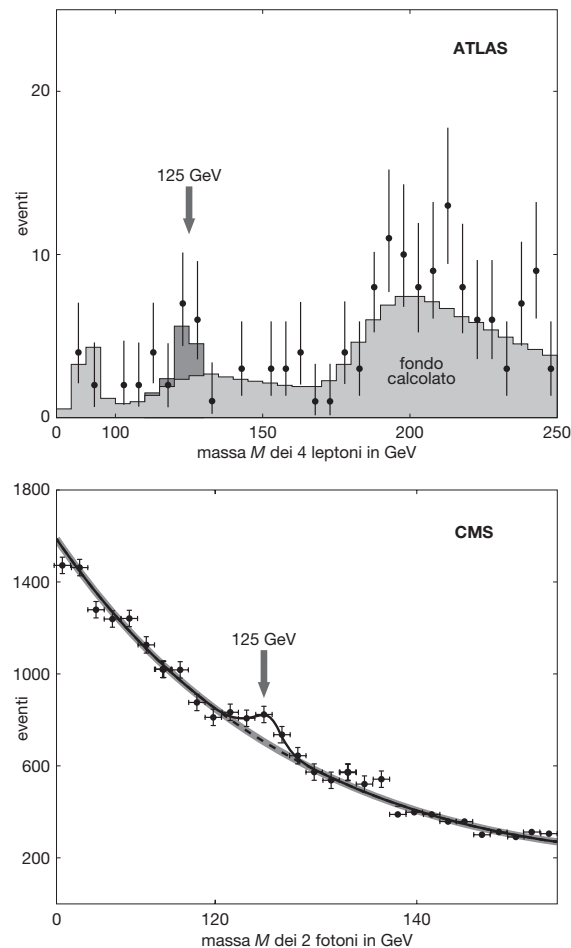 ATLAS
20
125 GeV
eventi
10
fondo
calcolato
0
0 100 150 200 250
massa M dei 4 leptoni in GeV
1800
CMS
1400
125 GeV
eventi
1000
600
200
0 120 140
massa M dei 2 fotoni in GeV